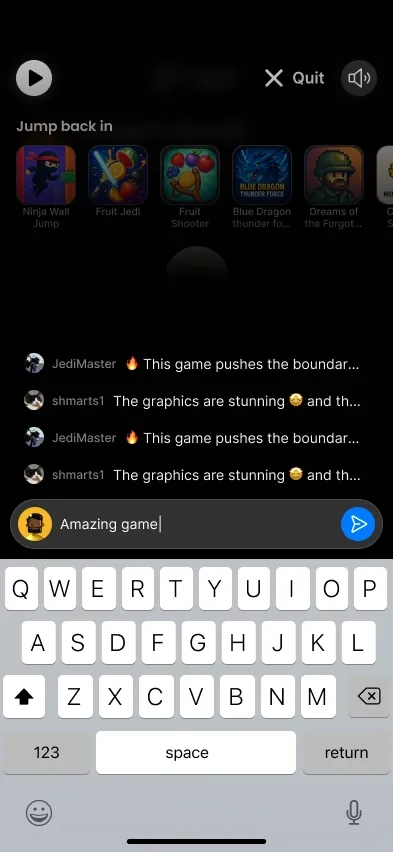 Quit
Jump back in
BLUE DRAGON
THUNDER FORCE
Ninja Wall
Jump
Fruit Jedi
Fruit
Shooter
Blue Dragon
thunder fo...
Dreams of
the Forgot...
JediMaster 🔥 This game pushes the boundar...
shmarts1 The graphics are stunning 🤩 and th...
JediMaster 🔥 This game pushes the boundar...
shmarts1 The graphics are stunning 🤩 and th...
Amazing game
Q W E R T Y U I O P
A S D F G H J K L
Z X C V B N M
123 space return